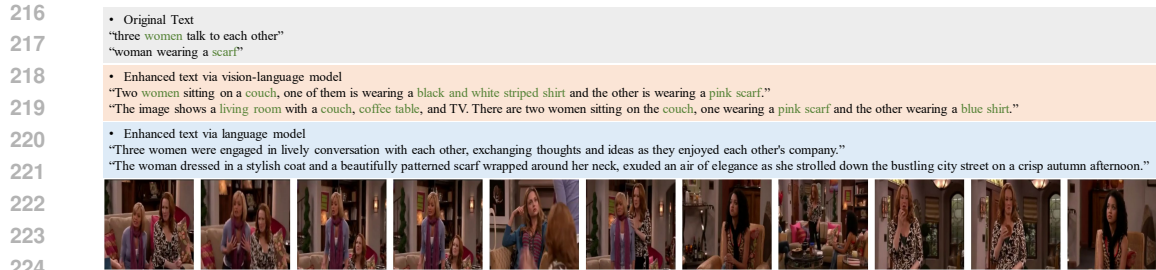 216
• Original Text
“three women talk to each other”
217
“woman wearing a scarf”
218
• Enhanced text via vision-language model
“Two women sitting on a couch, one of them is wearing a black and white striped shirt and the other is wearing a pink scarf.”
219
“The image shows a living room with a couch, coffee table, and TV. There are two women sitting on the couch, one wearing a pink scarf and the other wearing a blue shirt.”
220
• Enhanced text via language model
“Three women were engaged in lively conversation with each other, exchanging thoughts and ideas as they enjoyed each other's company.”
221
“The woman dressed in a stylish coat and a beautifully patterned scarf wrapped around her neck, exuded an air of elegance as she strolled down the bustling city street on a crisp autumn afternoon.”
222
223
224